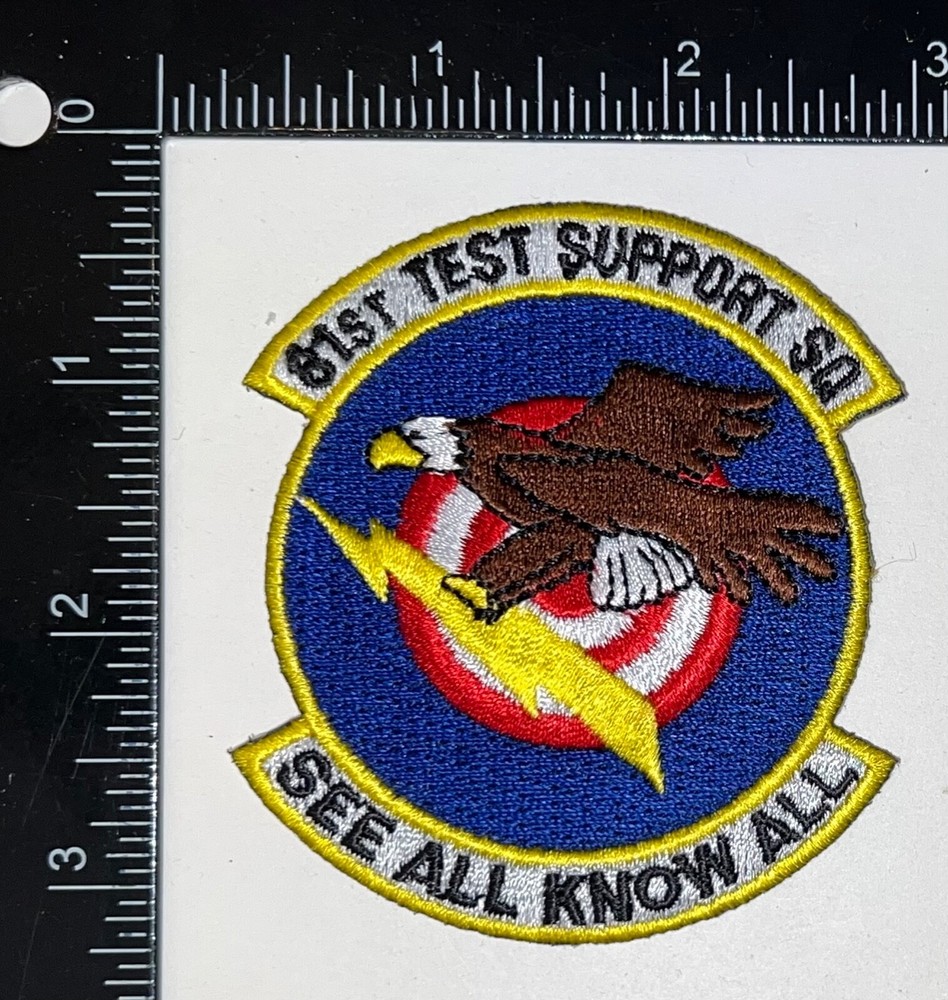 0 1 2 3
1
2
3
81ST TEST SUPPORT SQ
SEE ALL KNOW ALL